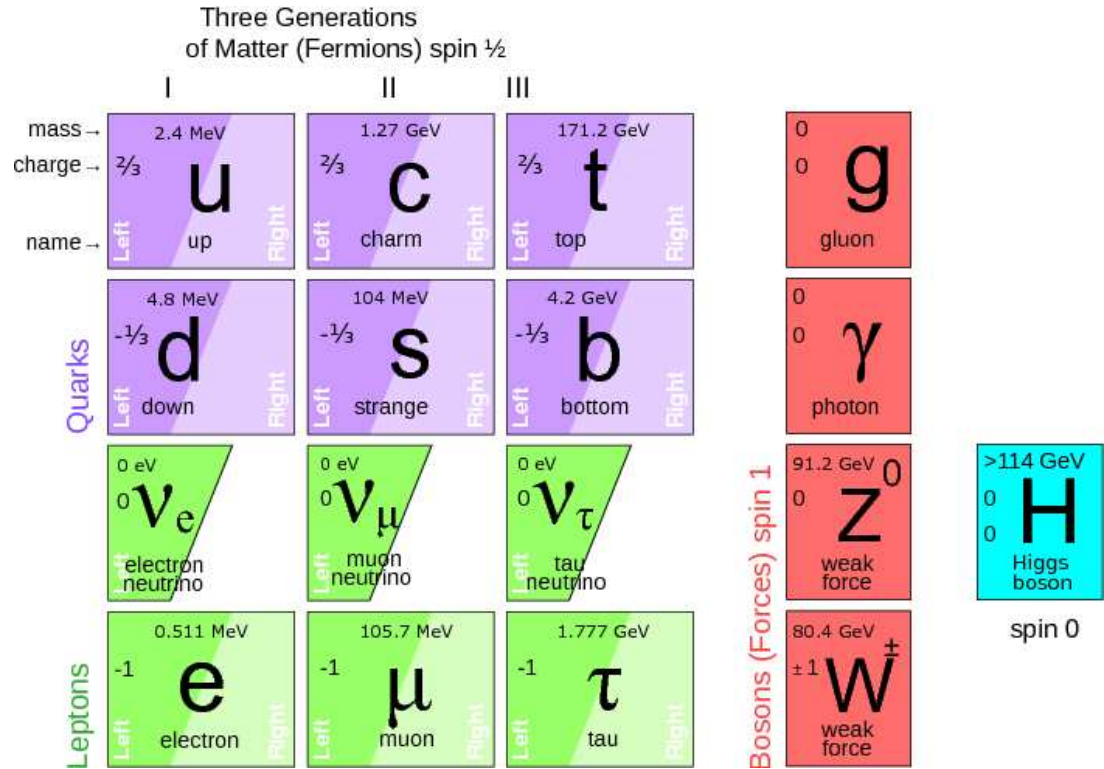 Three Generations
of Matter (Fermions) spin ½
I II III
mass→
charge→
name→
2.4 MeV
⅔
u
Left
up
Right
1.27 GeV
⅔
c
Left
charm
Right
171.2 GeV
⅔
t
Left
top
Right
0
0
g
gluon
Quarks
4.8 MeV
-⅓
d
Left
down
Right
104 MeV
-⅓
s
Left
strange
Right
4.2 GeV
-⅓
b
Left
bottom
Right
0
0
γ
photon
0 eV
0
νe
Left
electron
neutrino
0 eV
0
νμ
Left
muon
neutrino
0 eV
0
ντ
Left
tau
neutrino
Bosons (Forces) spin 1
91.2 GeV
0
Z0
weak
force
>114 GeV
0
0
H
Higgs
boson
spin 0
Leptons
0.511 MeV
-1
e
Left
electron
Right
105.7 MeV
-1
μ
Left
muon
Right
1.777 GeV
-1
τ
Left
tau
Right
80.4 GeV
±1
W±
weak
force